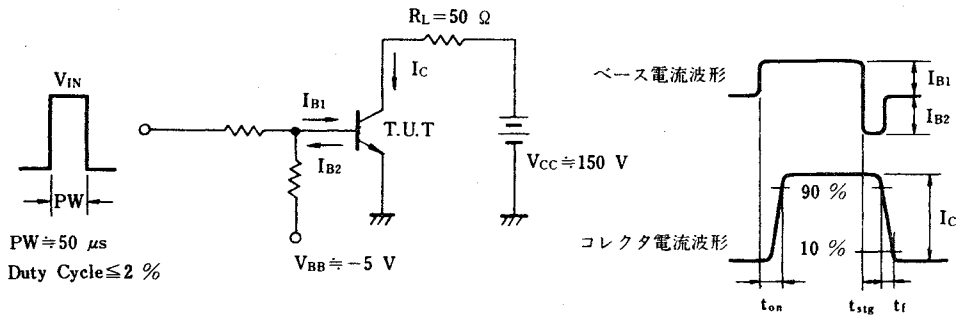 R_L=50 Ω
V_IN
I_C
I_B1
T.U.T
I_B2
V_CC≒150 V
PW
PW≒50 μs
Duty Cycle≦2 %
V_BB≒−5 V
ベース電流波形
I_B1
I_B2
90 %
I_C
コレクタ電流波形
10 %
t_on
t_stg
t_f